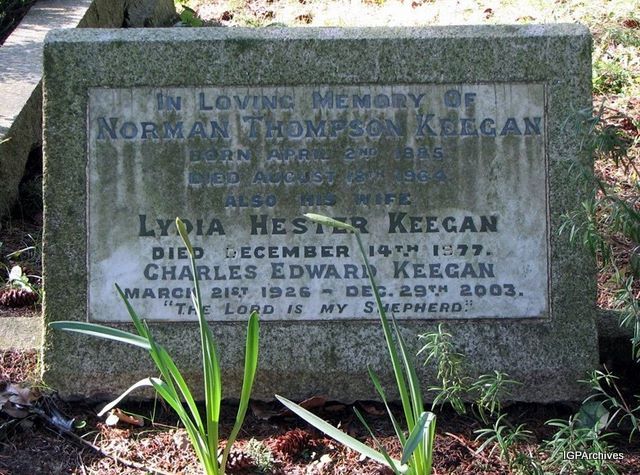 In Loving Memory Of
Norman Thompson Keegan
Born April 2nd 1885
Died August 18th 1964
Also His Wife
Lydia Hester Keegan
Died December 14th 1977.
Charles Edward Keegan
March 21st 1926 – Dec. 29th 2003.
"The Lord is my Shepherd."
IGPArchives